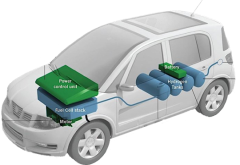 Power
control unit
Fuel Cell stack
Motor
Battery
Hydrogen
Tanks